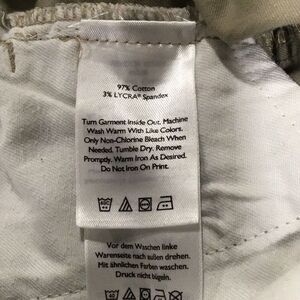 97% Cotton
3% LYCRA® Spandex
Turn Garment Inside Out. Machine
Wash Warm With Like Colors.
Only Non-Chlorine Bleach When
Needed. Tumble Dry. Remove
Promptly. Warm Iron As Desired.
Do Not Iron On Print.
Vor dem Waschen linke
Warenseite nach außen drehen.
Mit ähnlichen Farben waschen.
Druck nicht bügeln.